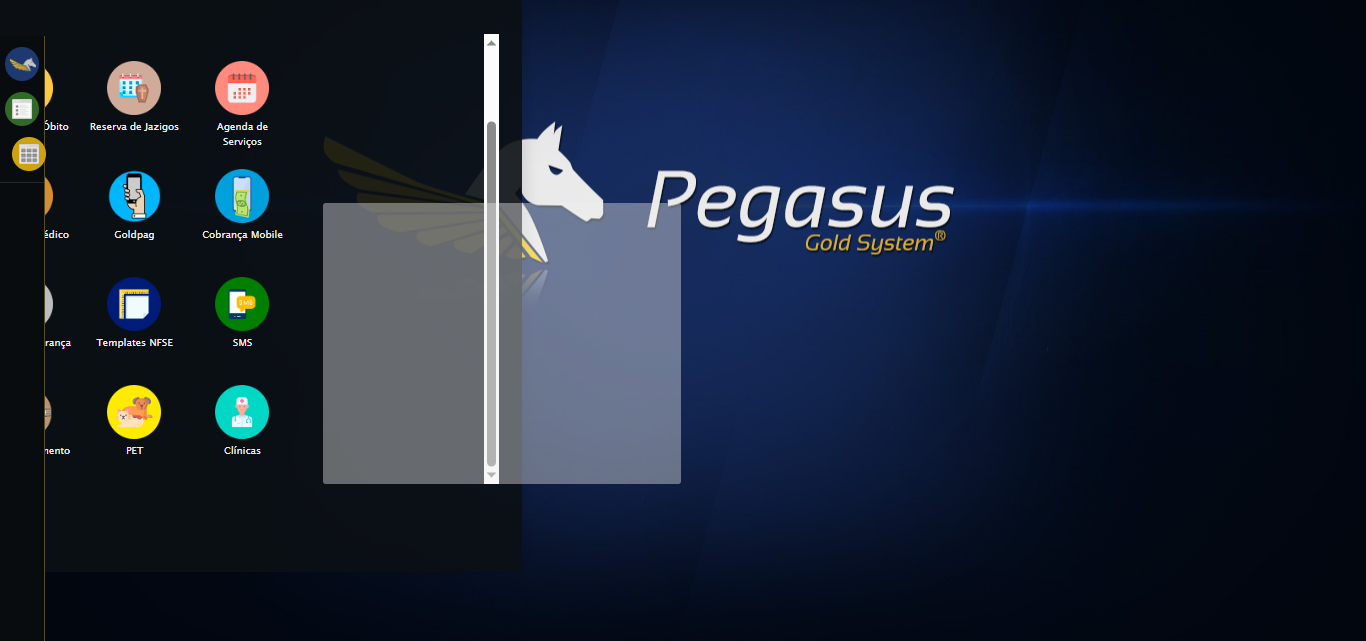 Óbito
Reserva de Jazigos
Agenda de
Serviços
édico
Goldpag
Cobrança Mobile
Pegasus
Gold System®
rança
Templates NFSE
SMS
SMS
mento
PET
Clínicas